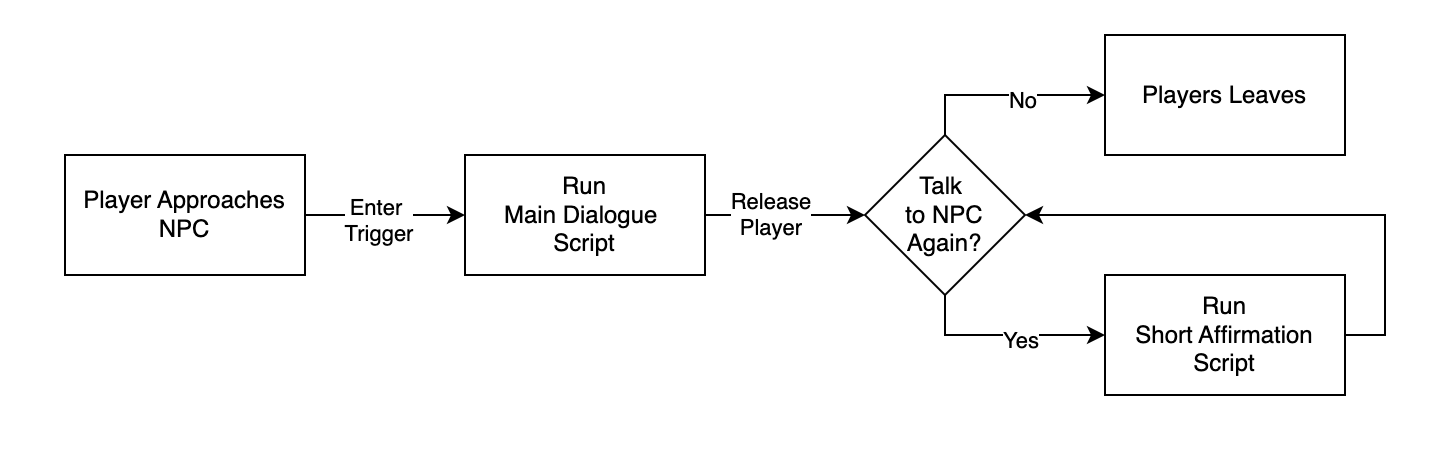 Player Approaches
NPC
Enter
Trigger
Run
Main Dialogue
Script
Release
Player
Talk
to NPC
Again?
No
Players Leaves
Yes
Run
Short Affirmation
Script